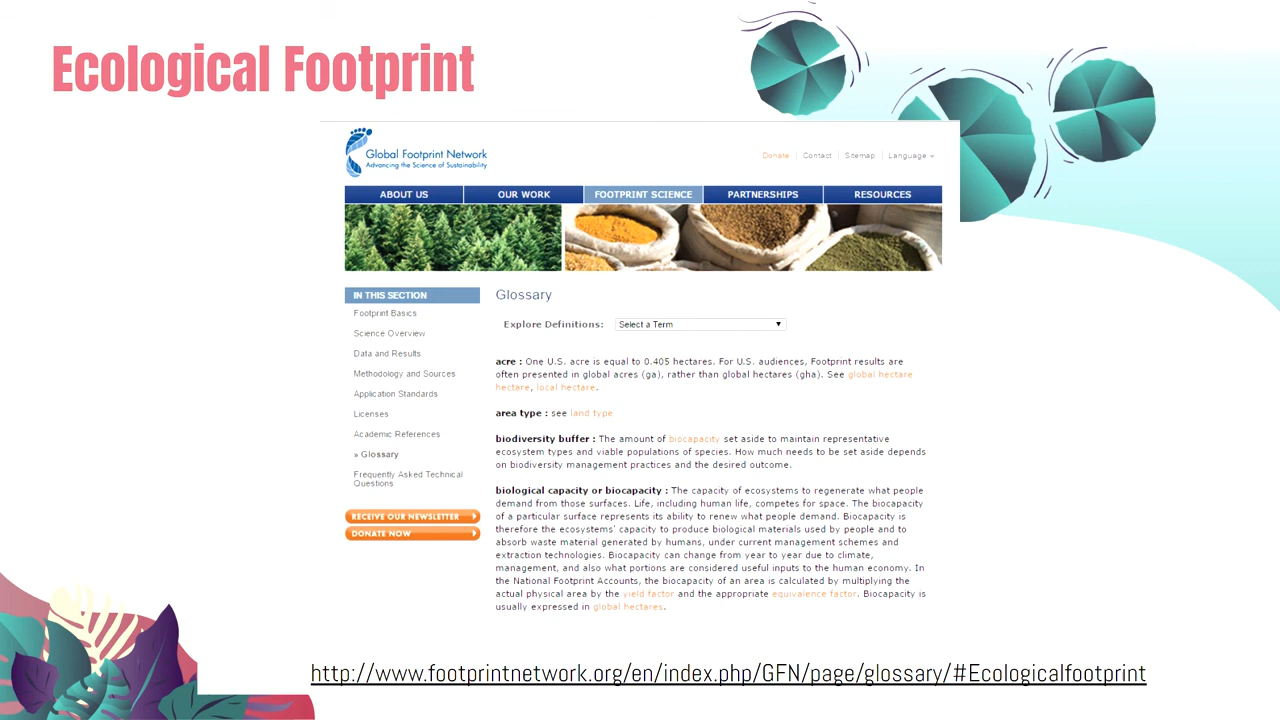 Ecological Footprint
Global Footprint Network
Advancing the Science of Sustainability
Donate | Contact | Sitemap | Language
ABOUT US OUR WORK FOOTPRINT SCIENCE PARTNERSHIPS RESOURCES
IN THIS SECTION
Footprint Basics
Science Overview
Data and Results
Methodology and Sources
Application Standards
Licenses
Academic References
» Glossary
Frequently Asked Technical
Questions
RECEIVE OUR NEWSLETTER
DONATE NOW
Glossary
Explore Definitions: Select a Term
acre : One U.S. acre is equal to 0.405 hectares. For U.S. audiences, Footprint results are
often presented in global acres (ga), rather than global hectares (gha). See global hectare
hectare, local hectare.
area type : see land type
biodiversity buffer : The amount of biocapacity set aside to maintain representative
ecosystem types and viable populations of species. How much needs to be set aside depends
on biodiversity management practices and the desired outcome.
biological capacity or biocapacity : The capacity of ecosystems to regenerate what people
demand from those surfaces. Life, including human life, competes for space. The biocapacity
of a particular surface represents its ability to renew what people demand. Biocapacity is
therefore the ecosystems' capacity to produce biological materials used by people and to
absorb waste material generated by humans, under current management schemes and
extraction technologies. Biocapacity can change from year to year due to climate,
management, and also what portions are considered useful inputs to the human economy. In
the National Footprint Accounts, the biocapacity of an area is calculated by multiplying the
actual physical area by the yield factor and the appropriate equivalence factor. Biocapacity is
usually expressed in global hectares.
http://www.footprintnetwork.org/en/index.php/GFN/page/glossary/#Ecologicalfootprint